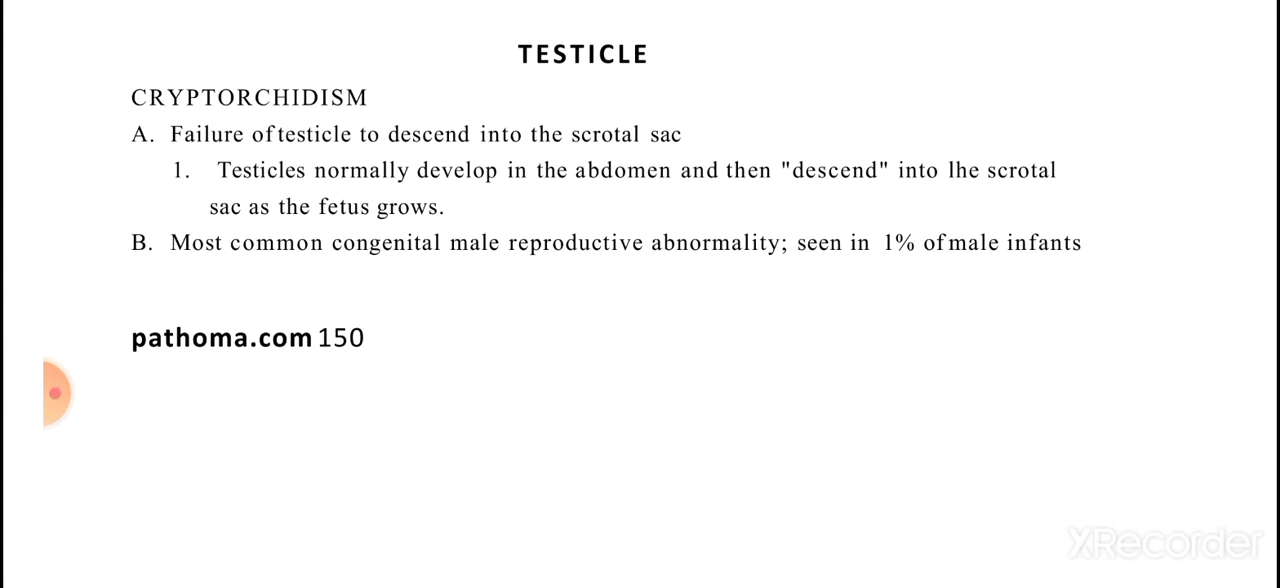 TESTICLE
CRYPTORCHIDISM
A. Failure of testicle to descend into the scrotal sac
1. Testicles normally develop in the abdomen and then "descend" into lhe scrotal
sac as the fetus grows.
B. Most common congenital male reproductive abnormality; seen in 1% of male infants
pathoma.com 150
XRecorder